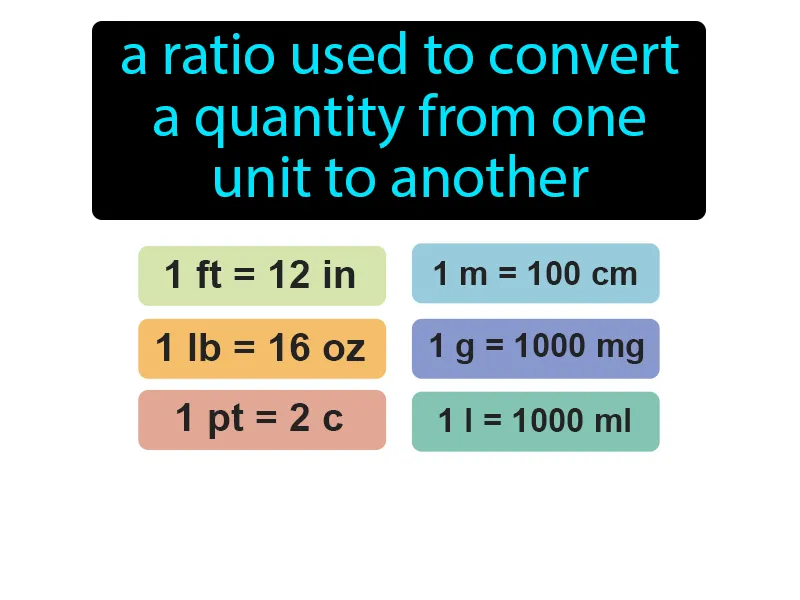 a ratio used to convert
a quantity from one
unit to another
1 ft = 12 in
1 m = 100 cm
1 lb = 16 oz
1 g = 1000 mg
1 pt = 2 c
1 l = 1000 ml